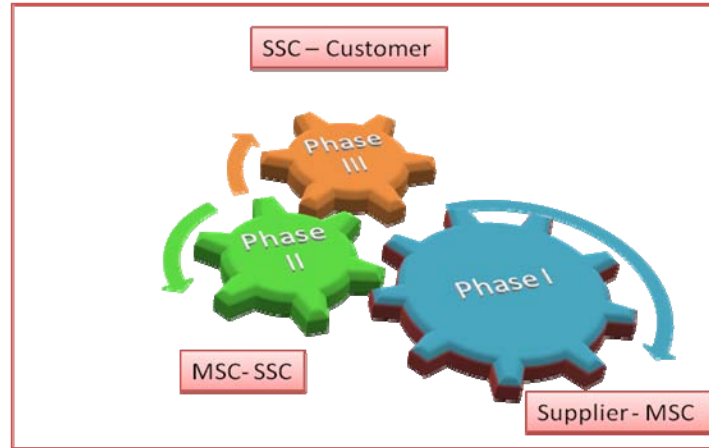 SSC – Customer
Phase
III
Phase
II
Phase I
MSC- SSC
Supplier - MSC